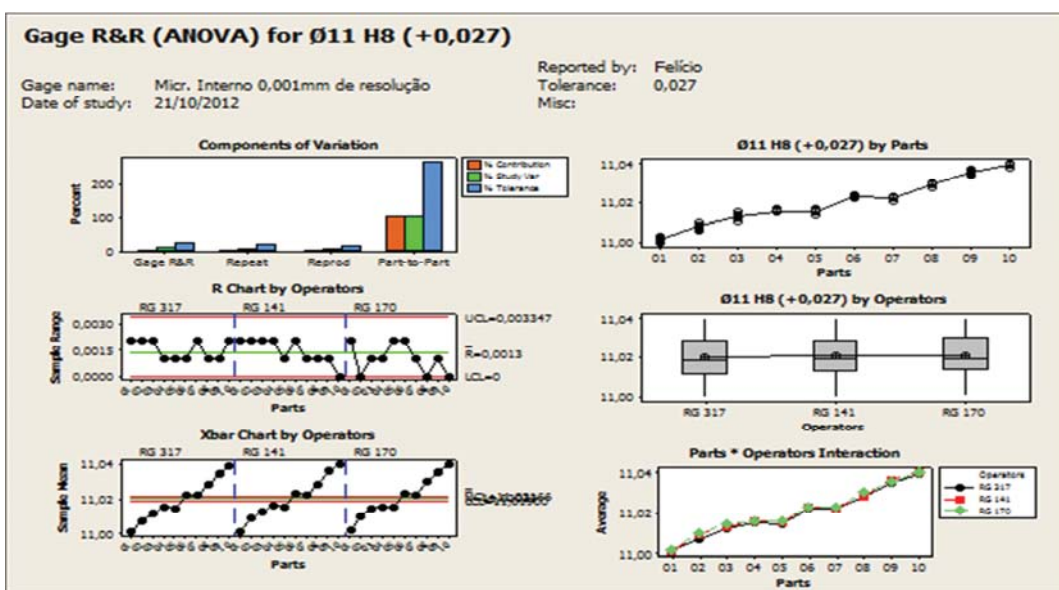 Gage R&R (ANOVA) for Ø11 H8 (+0,027)
Gage name: Micr. Interno 0,001mm de resolução
Date of study: 21/10/2012
Reported by: Felício
Tolerance: 0,027
Misc:
Components of Variation
Percent
200
100
0
Gage R&R Repeat Reprod Part-to-Part
% Contribution
% Study Var
% Tolerance
R Chart by Operators
RG 317 RG 141 RG 170
Sample Range
0,0030
0,0015
0,0000
UCL=0,003347
R=0,0013
LCL=0
Parts
Xbar Chart by Operators
RG 317 RG 141 RG 170
Sample Mean
11,04
11,02
11,00
Parts
Ø11 H8 (+0,027) by Parts
11,04
11,02
11,00
01 02 03 04 05 06 07 08 09 10
Parts
Ø11 H8 (+0,027) by Operators
11,04
11,02
11,00
RG 317 RG 141 RG 170
Operators
Parts * Operators Interaction
Average
11,04
11,02
11,00
01 02 03 04 05 06 07 08 09 10
Parts
Operators
RG 317
RG 141
RG 170